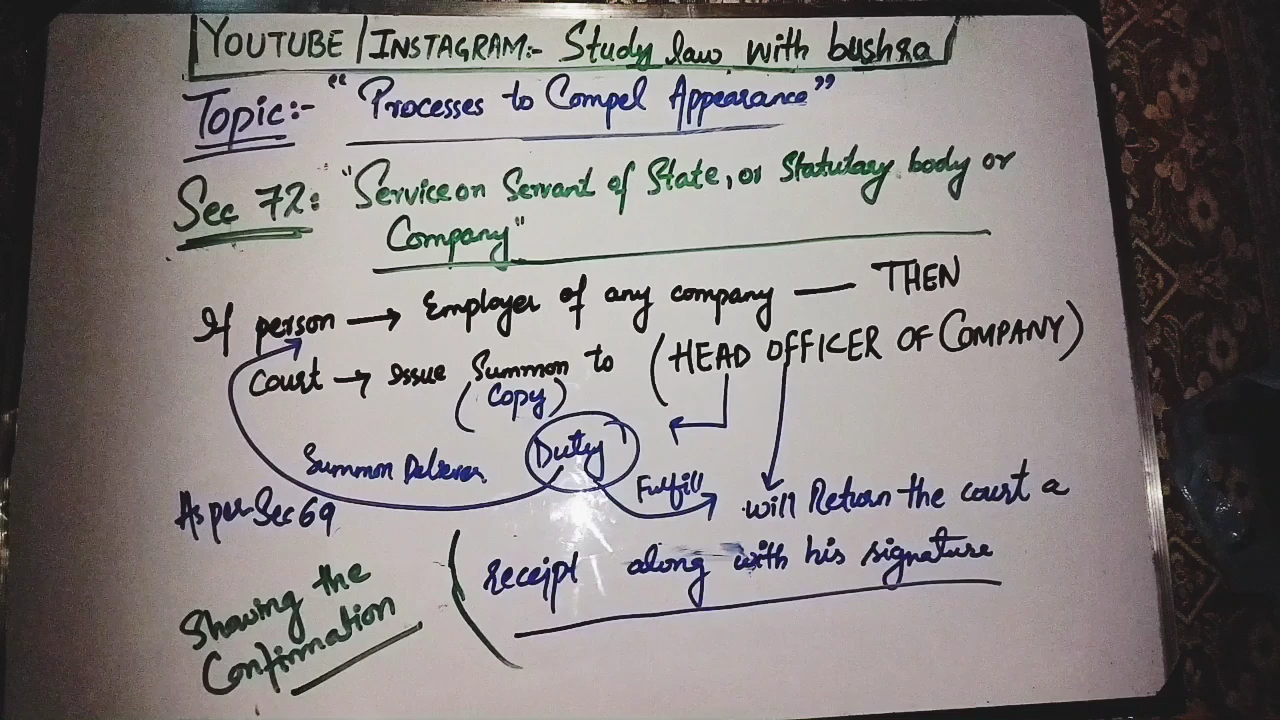 YOUTUBE / INSTAGRAM:- Study law with bushra
Topic:- "Processes to Compel Appearance"
Sec 72: "Service on Servant of State, or Statutary body or
Company"
If person → Employer of any company — THEN
Court → issue Summon to (HEAD OFFICER OF COMPANY)
(Copy)
Summon Deliver Duty
Fulfill
As per Sec 69
will Return the court a
receipt along with his signature
Showing the
Confirmation